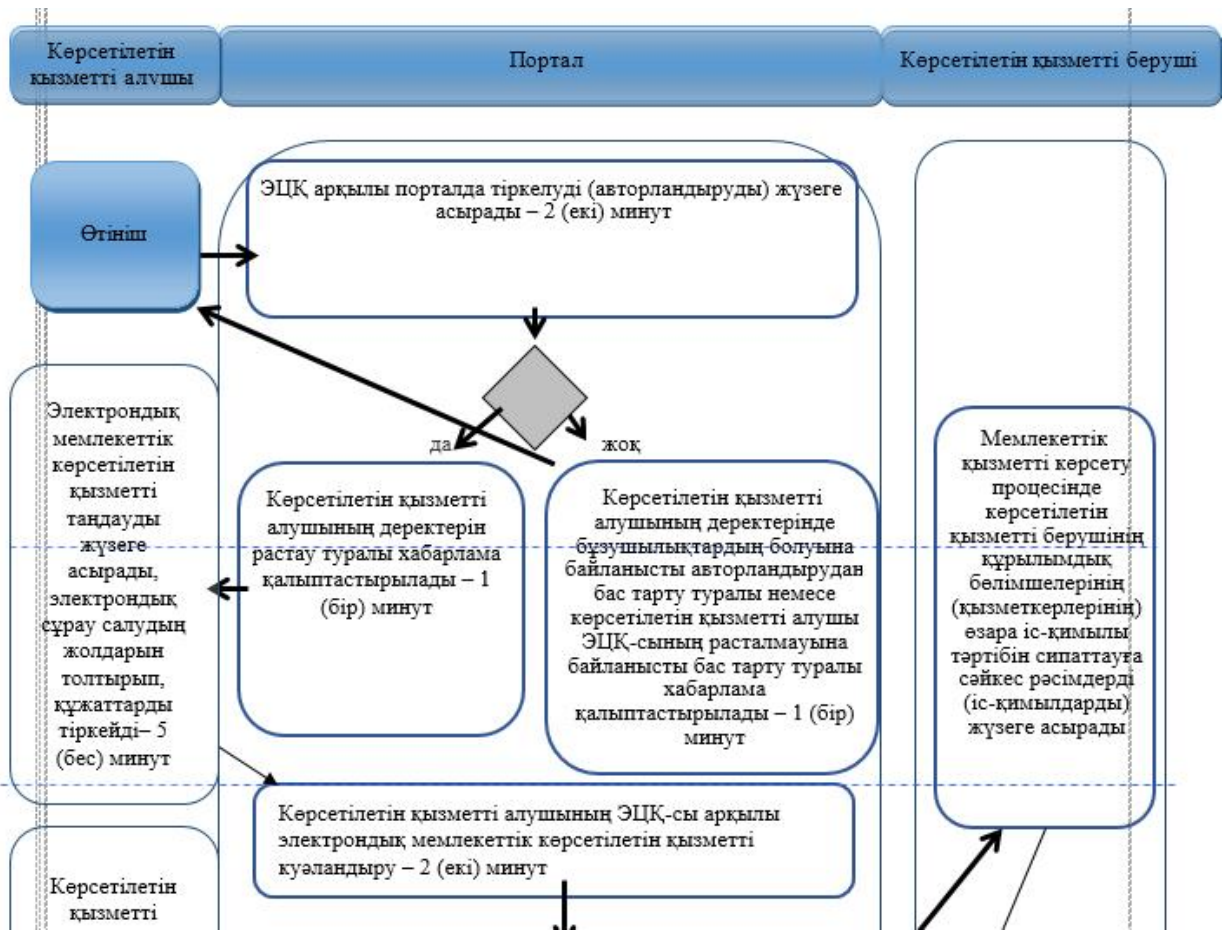 Көрсетілетін
қызметті алушы
Портал
Көрсетілетін қызметті беруші
Өтініш
ЭЦҚ арқылы порталда тіркелуді (авторландыруды) жүзеге
асырады – 2 (екі) минут
да
жоқ
Электрондық
мемлекеттік
көрсетілетін
қызметті
таңдауды
жүзеге
асырады,
электрондық
сұрау салудың
жолдарын
толтырып,
құжаттарды
тіркейді– 5
(бес) минут
Көрсетілетін қызметті
алушының деректерін
растау туралы хабарлама
қалыптастырылады – 1
(бір) минут
Көрсетілетін қызметті
алушының деректерінде
бұзушылықтардың болуына
байланысты авторландырудан
бас тарту туралы немесе
көрсетілетін қызметті алушы
ЭЦҚ-сының расталмауына
байланысты бас тарту туралы
хабарлама
қалыптастырылады – 1 (бір)
минут
Мемлекеттік
қызметті көрсету
процесінде
көрсетілетін
қызметті берушінің
құрылымдық
бөлімшелерінің
(қызметкерлерінің)
өзара іс-қимылы
тәртібін сипаттауға
сәйкес рәсімдерді
(іс-қимылдарды)
жүзеге асырады
Көрсетілетін қызметті алушының ЭЦҚ-сы арқылы
электрондық мемлекеттік көрсетілетін қызметті
куәландыру – 2 (екі) минут
Көрсетілетін
қызметті